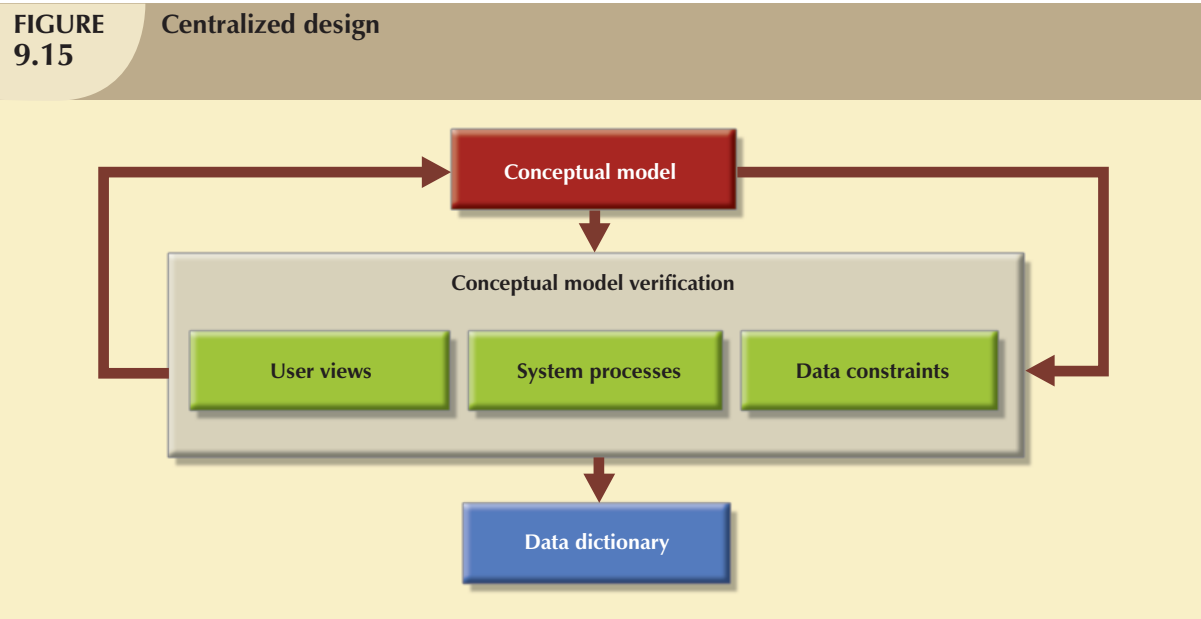 FIGURE
9.15
Centralized design
Conceptual model
Conceptual model verification
User views
System processes
Data constraints
Data dictionary